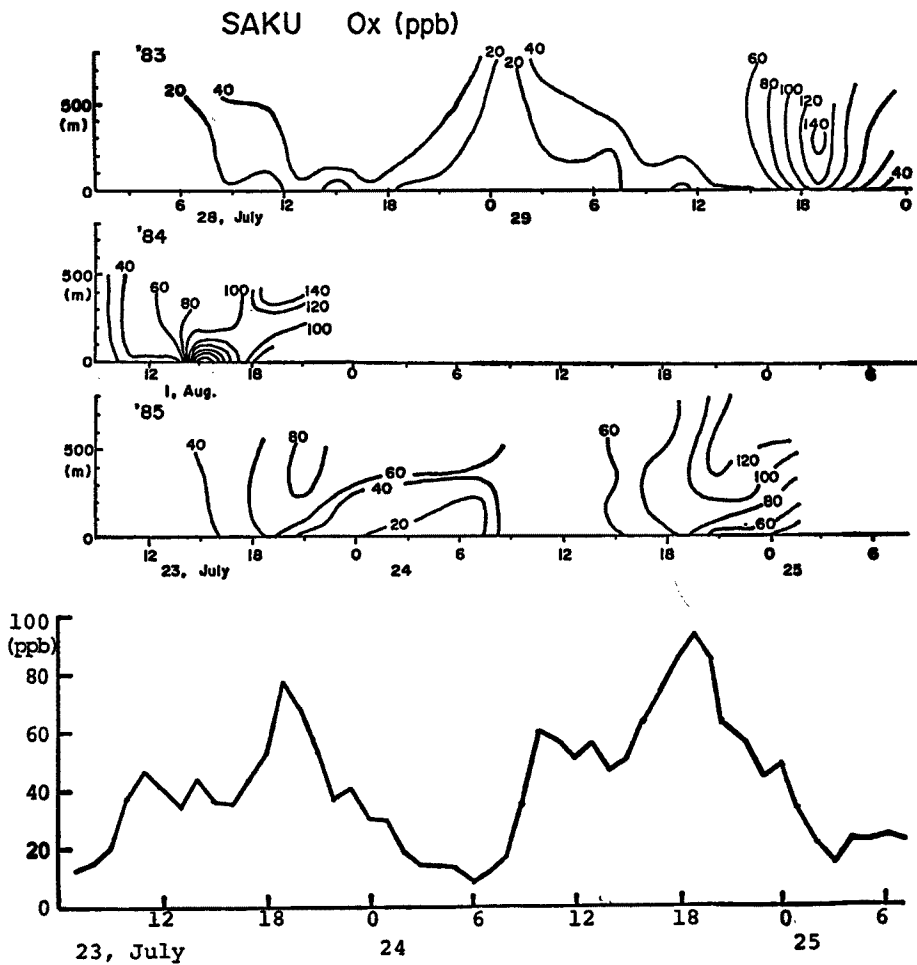 SAKU Ox (ppb)
'83
20 40 20 20 40 60 80 100 120 140 40
500
(m)
0
6 12 18 0 6 12 18 0
28, July 29
'84
40 60 80 100 140 120 100
500
(m)
0
12 18 0 6 12 18 0 6
1, Aug.
'85
40 80 60 40 20 60 120 100 80 60
500
(m)
0
12 18 0 6 12 18 0 6
23, July 24 25
100
(ppb)
80
60
40
20
0
12 18 0 6 12 18 0 6
23, July 24 25